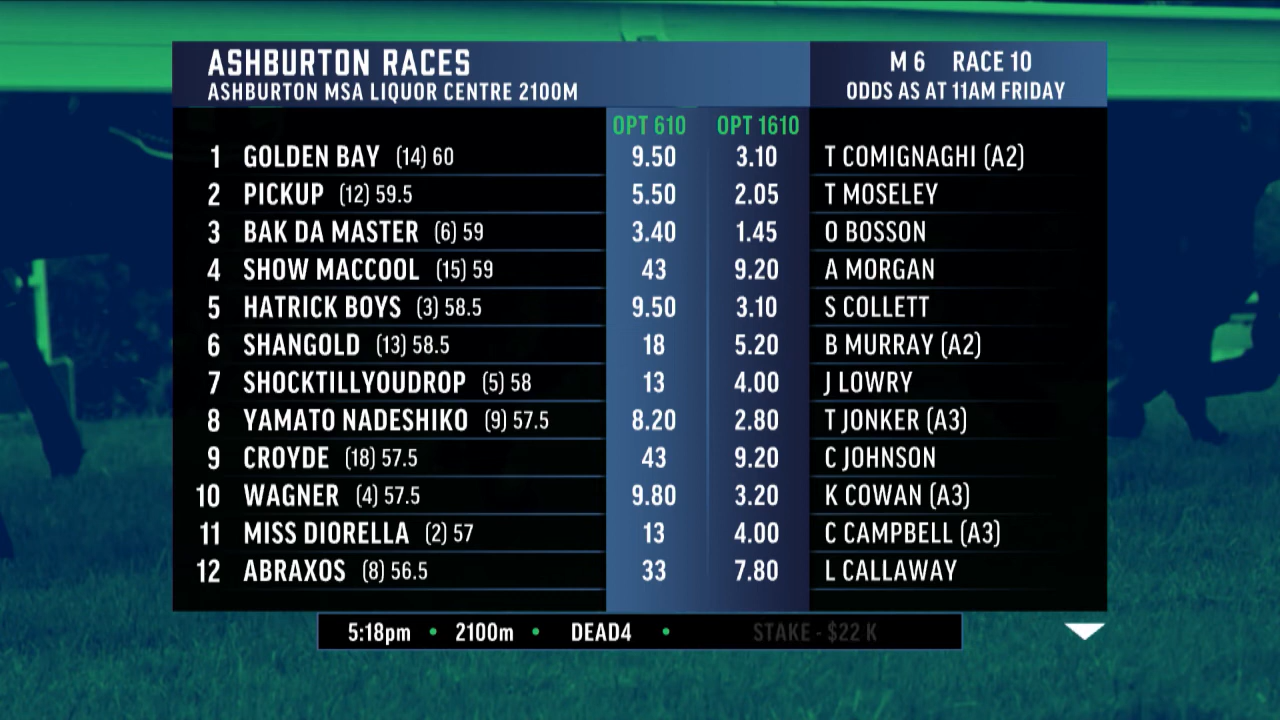 ASHBURTON RACES
ASHBURTON MSA LIQUOR CENTRE 2100M
M 6 RACE 10
ODDS AS AT 11AM FRIDAY
OPT 610 OPT 1610
1 GOLDEN BAY (14) 60 9.50 3.10 T COMIGNAGHI (A2)
2 PICKUP (12) 59.5 5.50 2.05 T MOSELEY
3 BAK DA MASTER (6) 59 3.40 1.45 O BOSSON
4 SHOW MACCOOL (15) 59 43 9.20 A MORGAN
5 HATRICK BOYS (3) 58.5 9.50 3.10 S COLLETT
6 SHANGOLD (13) 58.5 18 5.20 B MURRAY (A2)
7 SHOCKTILLYOUDROP (5) 58 13 4.00 J LOWRY
8 YAMATO NADESHIKO (9) 57.5 8.20 2.80 T JONKER (A3)
9 CROYDE (18) 57.5 43 9.20 C JOHNSON
10 WAGNER (4) 57.5 9.80 3.20 K COWAN (A3)
11 MISS DIORELLA (2) 57 13 4.00 C CAMPBELL (A3)
12 ABRAXOS (8) 56.5 33 7.80 L CALLAWAY
5:18pm • 2100m • DEAD4 • STAKE - $22 K